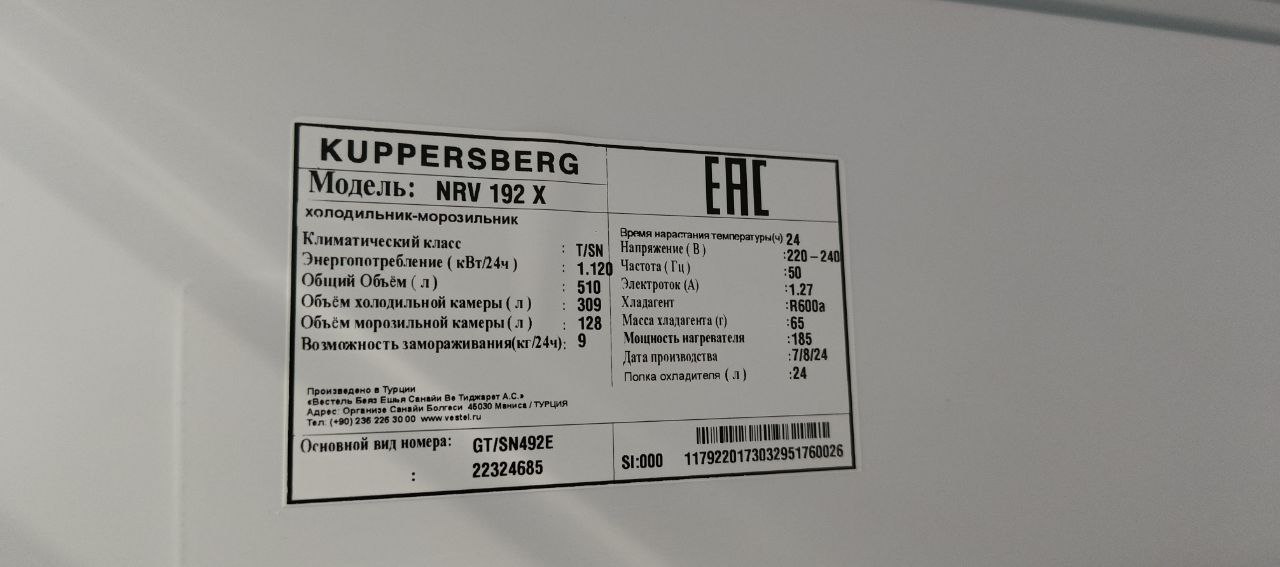 KUPPERSBERG
Модель: NRV 192 X
холодильник-морозильник
Климатический класс : T/SN
Энергопотребление ( кВт/24ч ) : 1.120
Общий Объём ( л ) : 510
Объём холодильной камеры ( л ) : 309
Объём морозильной камеры ( л ) : 128
Возможность замораживания(кг/24ч): 9
Произведено в Турции
«Вестель Беяз Ешья Санайи Ве Тиджарет А.С.»
Адрес: Организе Санайи Болгеси 45030 Маниса / ТУРЦИЯ
Тел: (+90) 236 226 30 00 www.vestel.ru
EAC
Время нарастания температуры(ч) 24
Напряжение ( В ) :220 – 240
Частота ( Гц ) :50
Электроток (А) :1.27
Хладагент :R600a
Масса хладагента (г) :65
Мощность нагревателя :185
Дата производства :7/8/24
Полка охладителя ( л ) :24
Основной вид номера: GT/SN492E
: 22324685
SI:000
1179220173032951760026